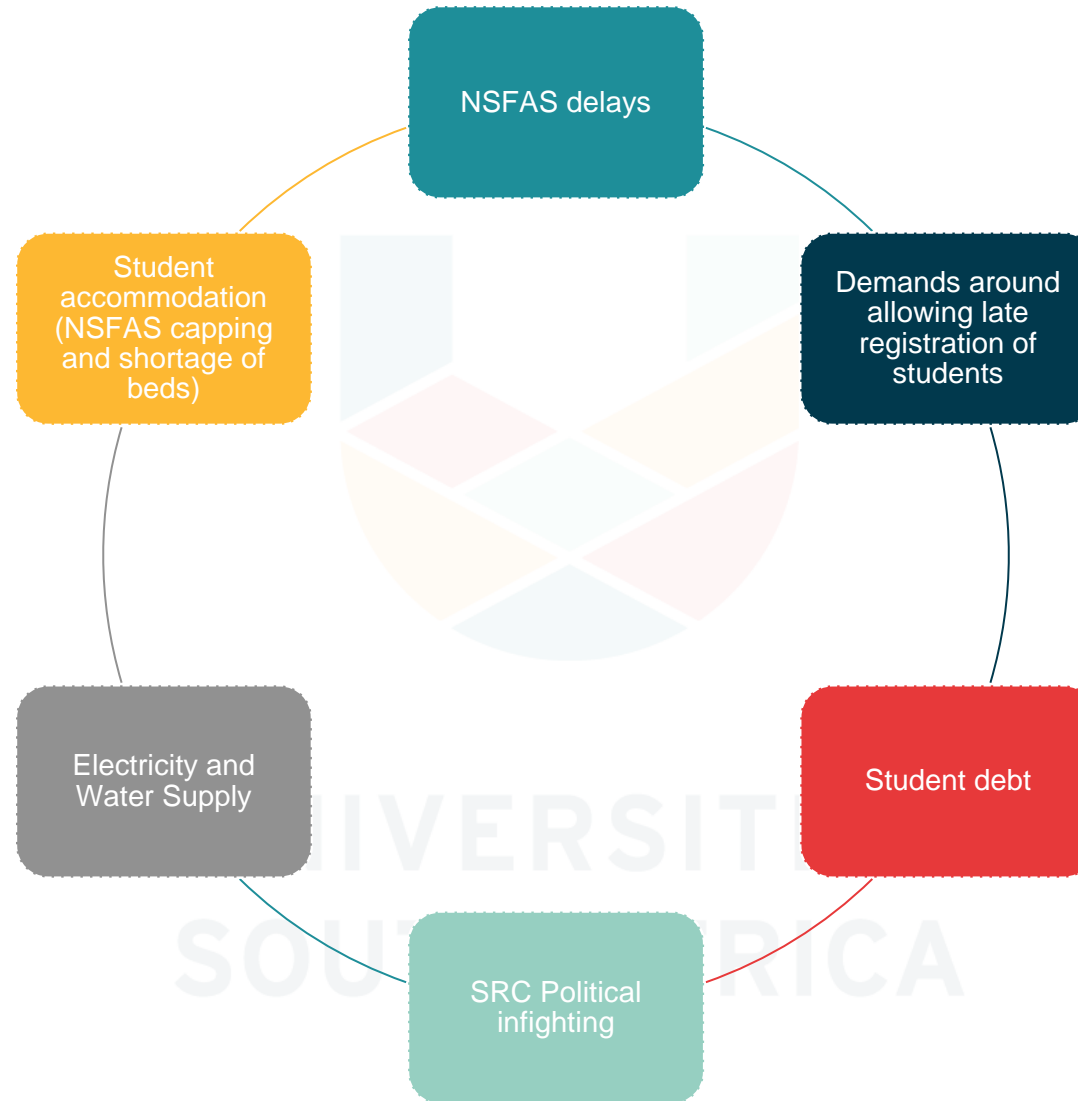 NSFAS delays
Demands around
allowing late
registration of
students
Student debt
SRC Political
infighting
Electricity and
Water Supply
Student
accommodation
(NSFAS capping
and shortage of
beds)